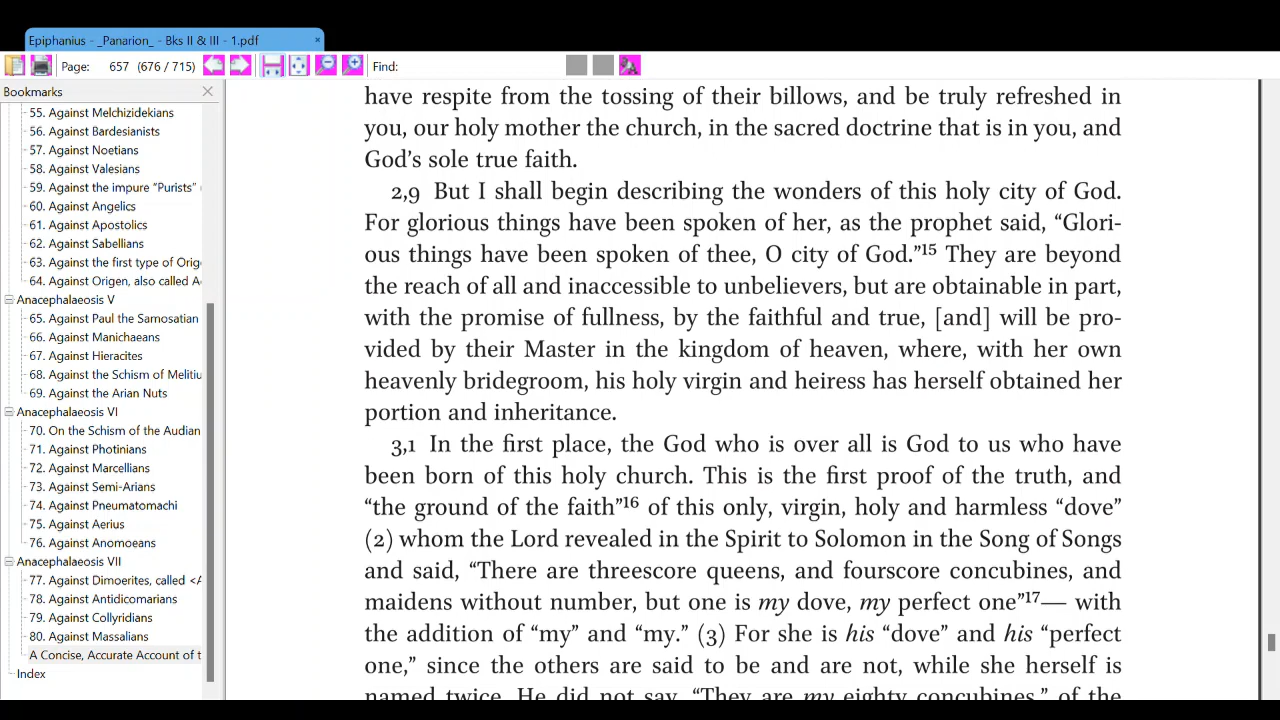 Epiphanius - _Panarion_ - Bks II & III - 1.pdf
Page: 657 (676 / 715)
Find:
Bookmarks
55. Against Melchizidekians
56. Against Bardesianists
57. Against Noetians
58. Against Valesians
59. Against the impure "Purists" (
60. Against Angelics
61. Against Apostolics
62. Against Sabellians
63. Against the first type of Orig
64. Against Origen, also called A
Anacephalaeosis V
65. Against Paul the Samosatian
66. Against Manichaeans
67. Against Hieracites
68. Against the Schism of Melitiu
69. Against the Arian Nuts
Anacephalaeosis VI
70. On the Schism of the Audian
71. Against Photinians
72. Against Marcellians
73. Against Semi-Arians
74. Against Pneumatomachi
75. Against Aerius
76. Against Anomoeans
Anacephalaeosis VII
77. Against Dimoerites, called <A
78. Against Antidicomarians
79. Against Collyridians
80. Against Massalians
A Concise, Accurate Account of t
Index
have respite from the tossing of their billows, and be truly refreshed in
you, our holy mother the church, in the sacred doctrine that is in you, and
God's sole true faith.
2,9 But I shall begin describing the wonders of this holy city of God.
For glorious things have been spoken of her, as the prophet said, "Glori-
ous things have been spoken of thee, O city of God."15 They are beyond
the reach of all and inaccessible to unbelievers, but are obtainable in part,
with the promise of fullness, by the faithful and true, [and] will be pro-
vided by their Master in the kingdom of heaven, where, with her own
heavenly bridegroom, his holy virgin and heiress has herself obtained her
portion and inheritance.
3,1 In the first place, the God who is over all is God to us who have
been born of this holy church. This is the first proof of the truth, and
"the ground of the faith"16 of this only, virgin, holy and harmless "dove"
(2) whom the Lord revealed in the Spirit to Solomon in the Song of Songs
and said, "There are threescore queens, and fourscore concubines, and
maidens without number, but one is my dove, my perfect one"17— with
the addition of "my" and "my." (3) For she is his "dove" and his "perfect
one," since the others are said to be and are not, while she herself is
named twice. He did not say, "They are my eighty concubines," of the